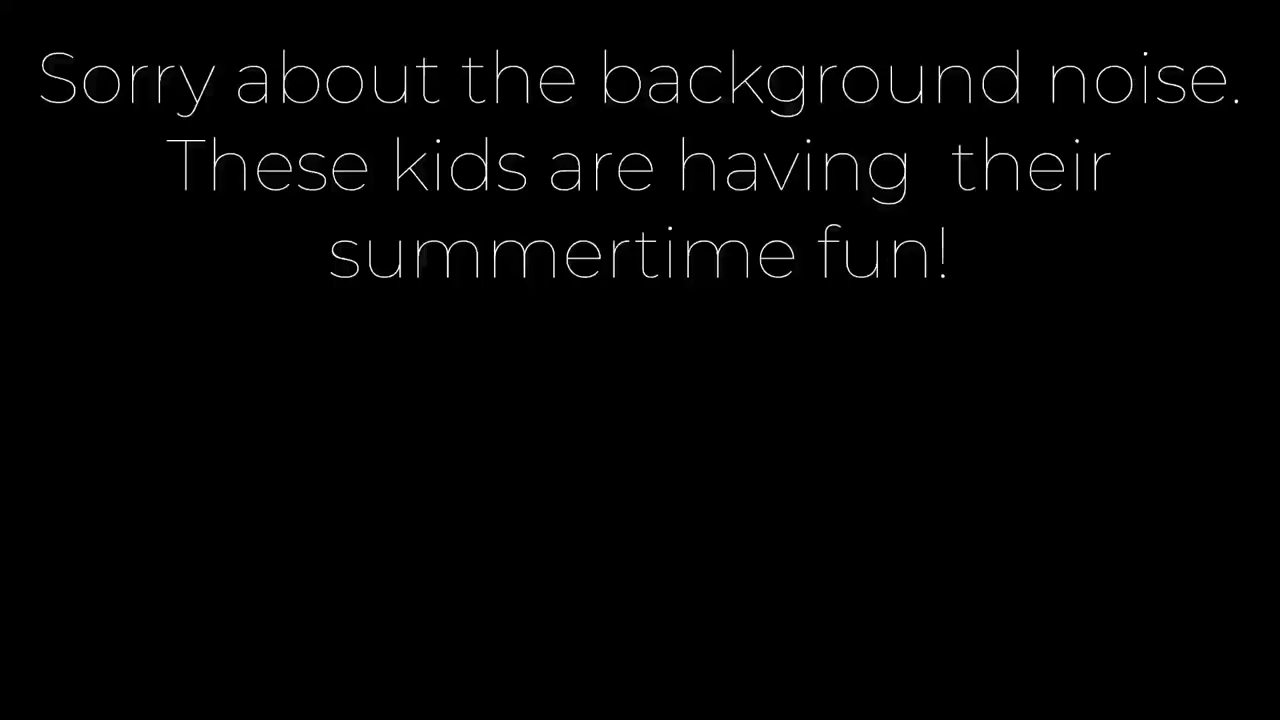 Sorry about the background noise.
These kids are having  their
summertime fun!